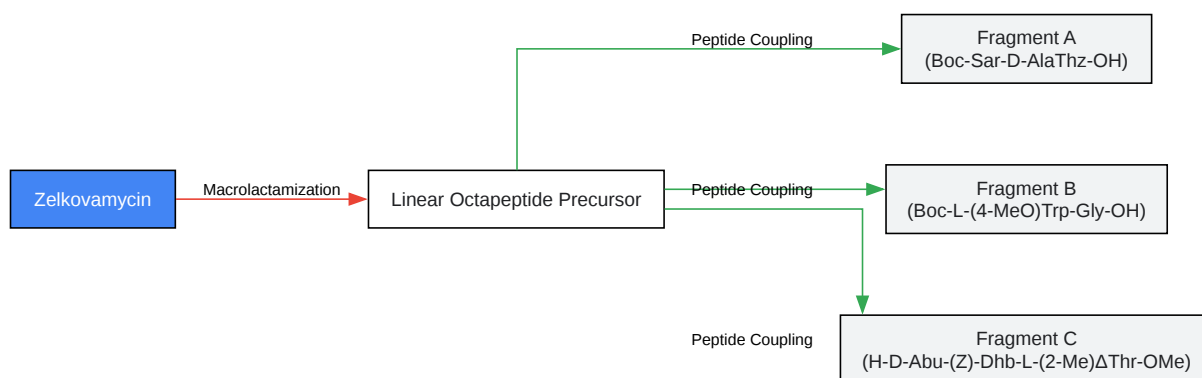 Peptide Coupling
Fragment A
(Boc-Sar-D-AlaThz-OH)
Zelkovamycin
Macrolactamization
Linear Octapeptide Precursor
Peptide Coupling
Fragment B
(Boc-L-(4-MeO)Trp-Gly-OH)
Peptide Coupling
Fragment C
(H-D-Abu-(Z)-Dhb-L-(2-Me)ΔThr-OMe)